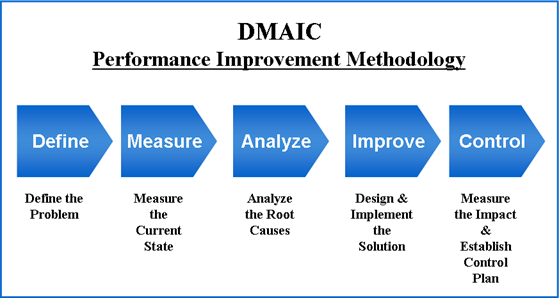 DMAIC
Performance Improvement Methodology
Define
Measure
Analyze
Improve
Control
Define the
Problem
Measure
the
Current
State
Analyze
the Root
Causes
Design &
Implement
the
Solution
Measure
the Impact
&
Establish
Control
Plan